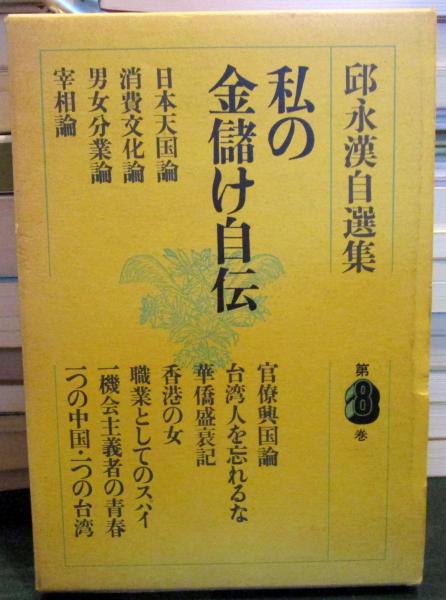 邱永漢自選集
第8巻
私の
金儲け自伝
日本天国論
消費文化論
男女分業論
宰相論
官僚興国論
台湾人を忘れるな
華僑盛衰記
香港の女
職業としてのスパイ
一機会主義者の青春
一つの中国・一つの台湾